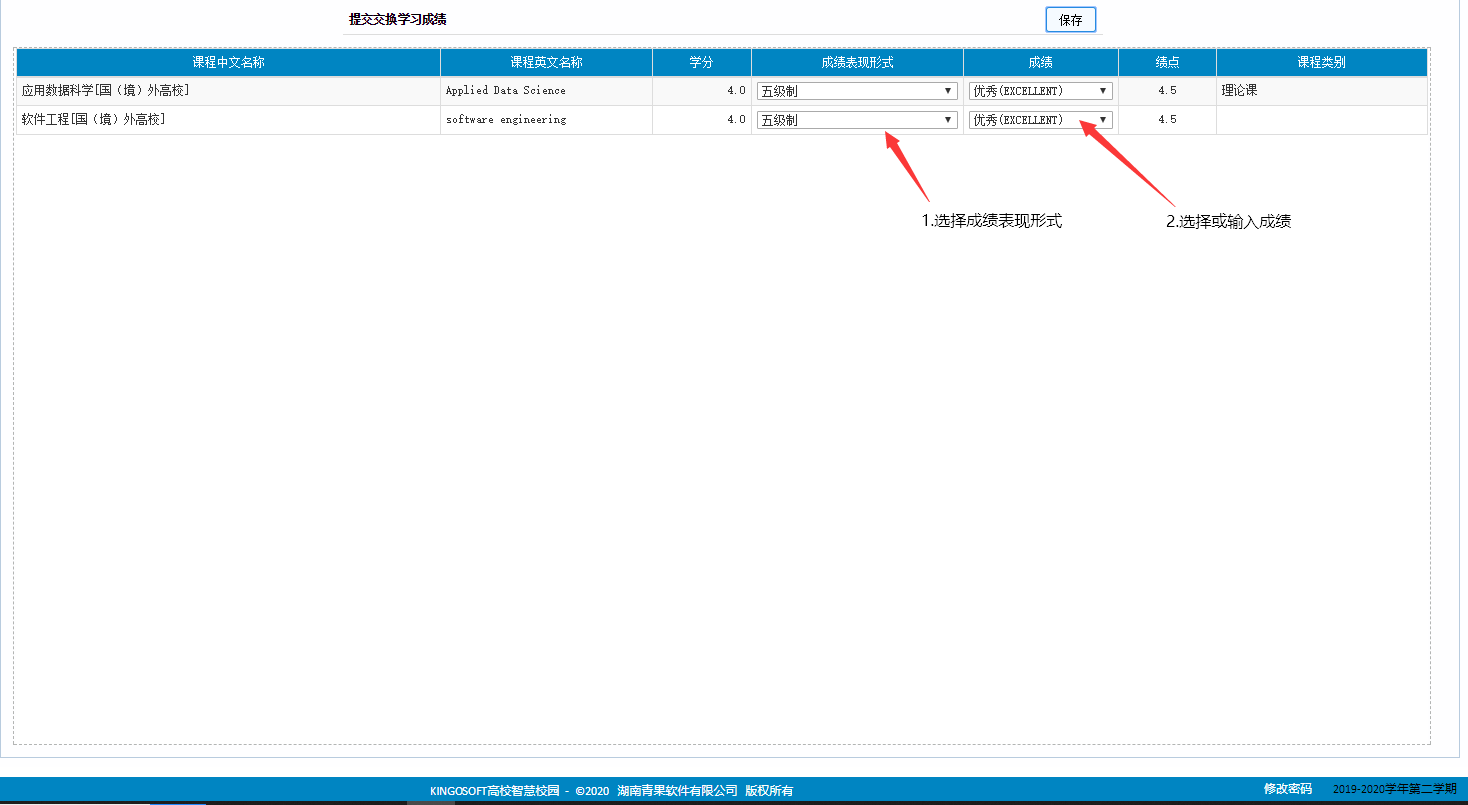 提交交换学习成绩 保存
课程中文名称 课程英文名称 学分 成绩表现形式 成绩 绩点 课程类别
应用数据科学[国（境）外高校] Applied Data Science 4.0 五级制 优秀(EXCELLENT) 4.5 理论课
软件工程[国（境）外高校] software engineering 4.0 五级制 优秀(EXCELLENT) 4.5
1.选择成绩表现形式 2.选择或输入成绩
KINGOSOFT高校智慧校园 - ©2020 湖南青果软件有限公司 版权所有 修改密码 2019-2020学年第二学期